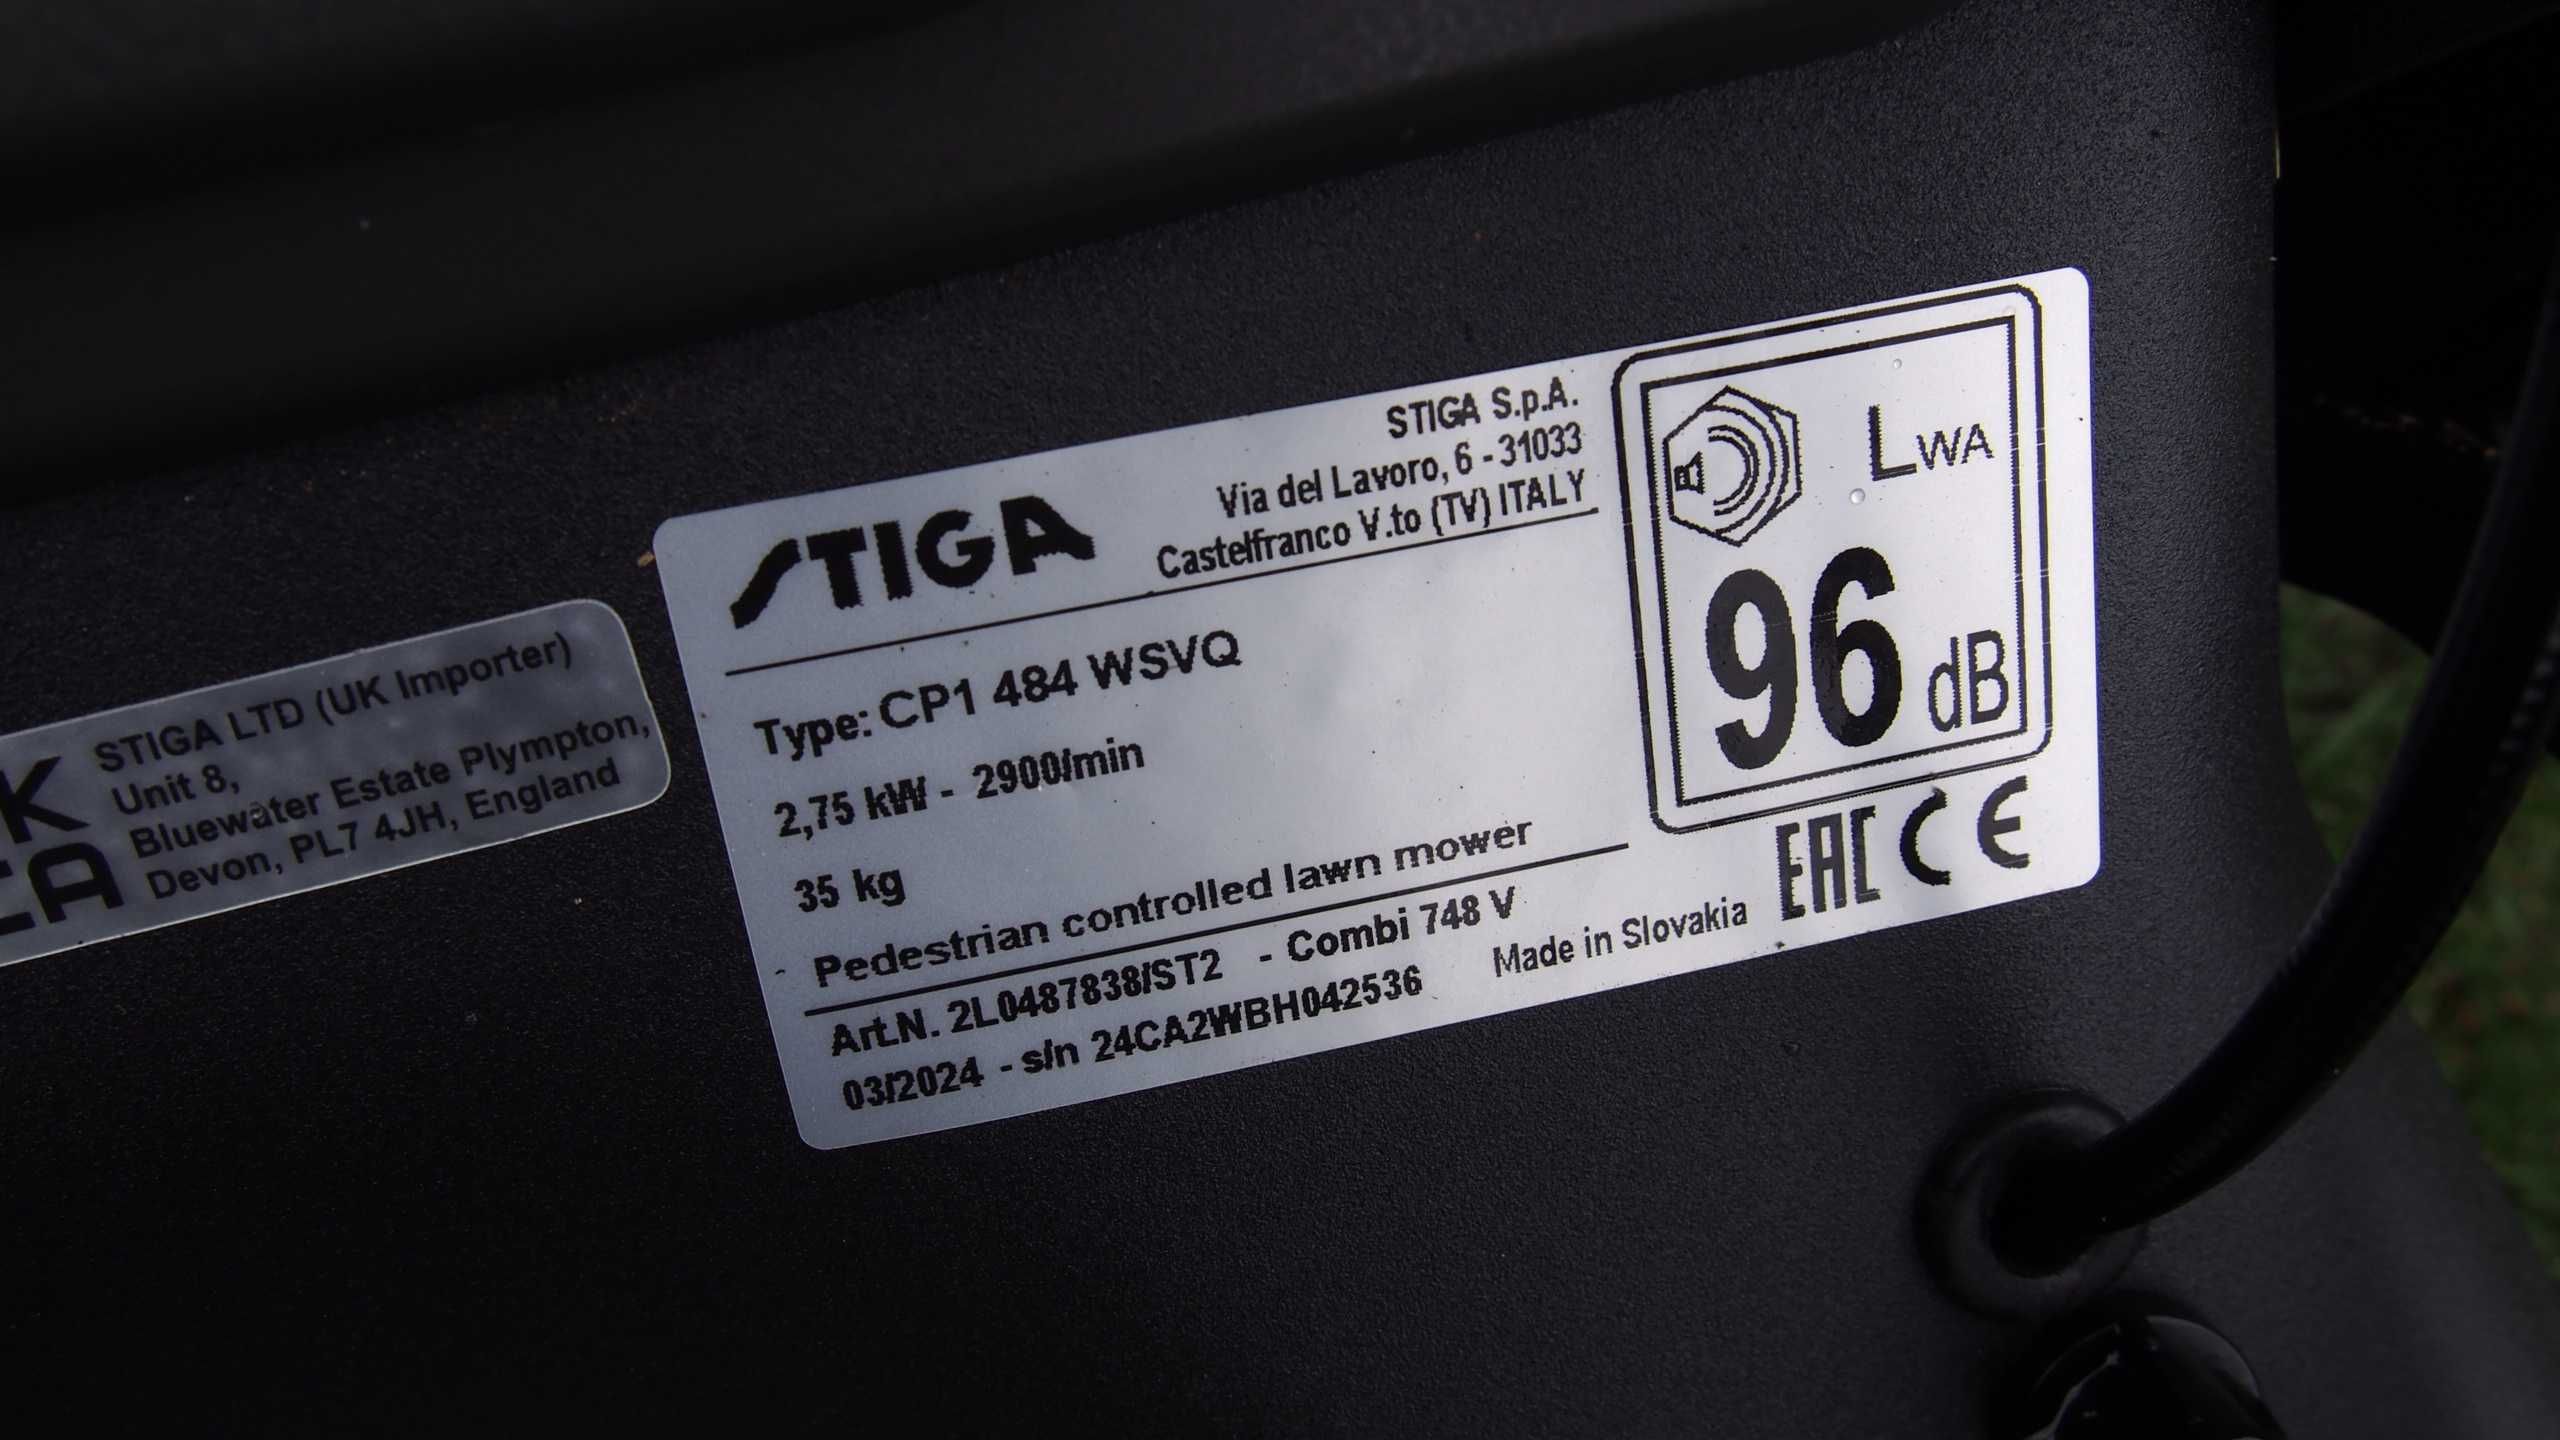 STIGA
STIGA S.p.A.
Via del Lavoro, 6 - 31033
Castelfranco V.to (TV) ITALY
Type: CP1 484 WSVQ
2,75 kW - 2900/min
35 kg
Pedestrian controlled lawn mower
Art.N. 2L0487838/ST2 - Combi 748 V
03/2024 - s/n 24CA2WBH042536
Made in Slovakia
LWA
96 dB
EAC CE
STIGA LTD (UK Importer)
Unit 8,
Bluewater Estate Plympton,
Devon, PL7 4JH, England
K
CA